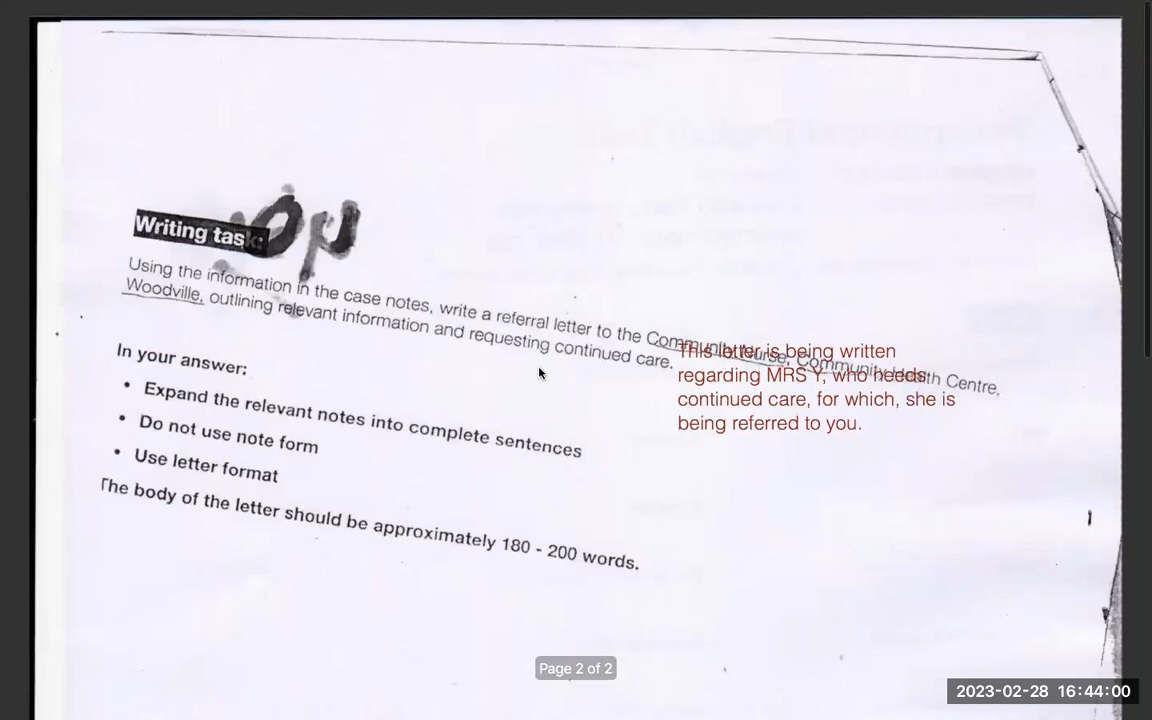 Writing task:
Using the information in the case notes, write a referral letter to the Community Nurse, Community Health Centre,
Woodville, outlining relevant information and requesting continued care.
This letter is being written
regarding MRS Y, who needs
continued care, for which, she is
being referred to you.
In your answer:
• Expand the relevant notes into complete sentences
• Do not use note form
• Use letter format
The body of the letter should be approximately 180 - 200 words.
Page 2 of 2
2023-02-28 16:44:00